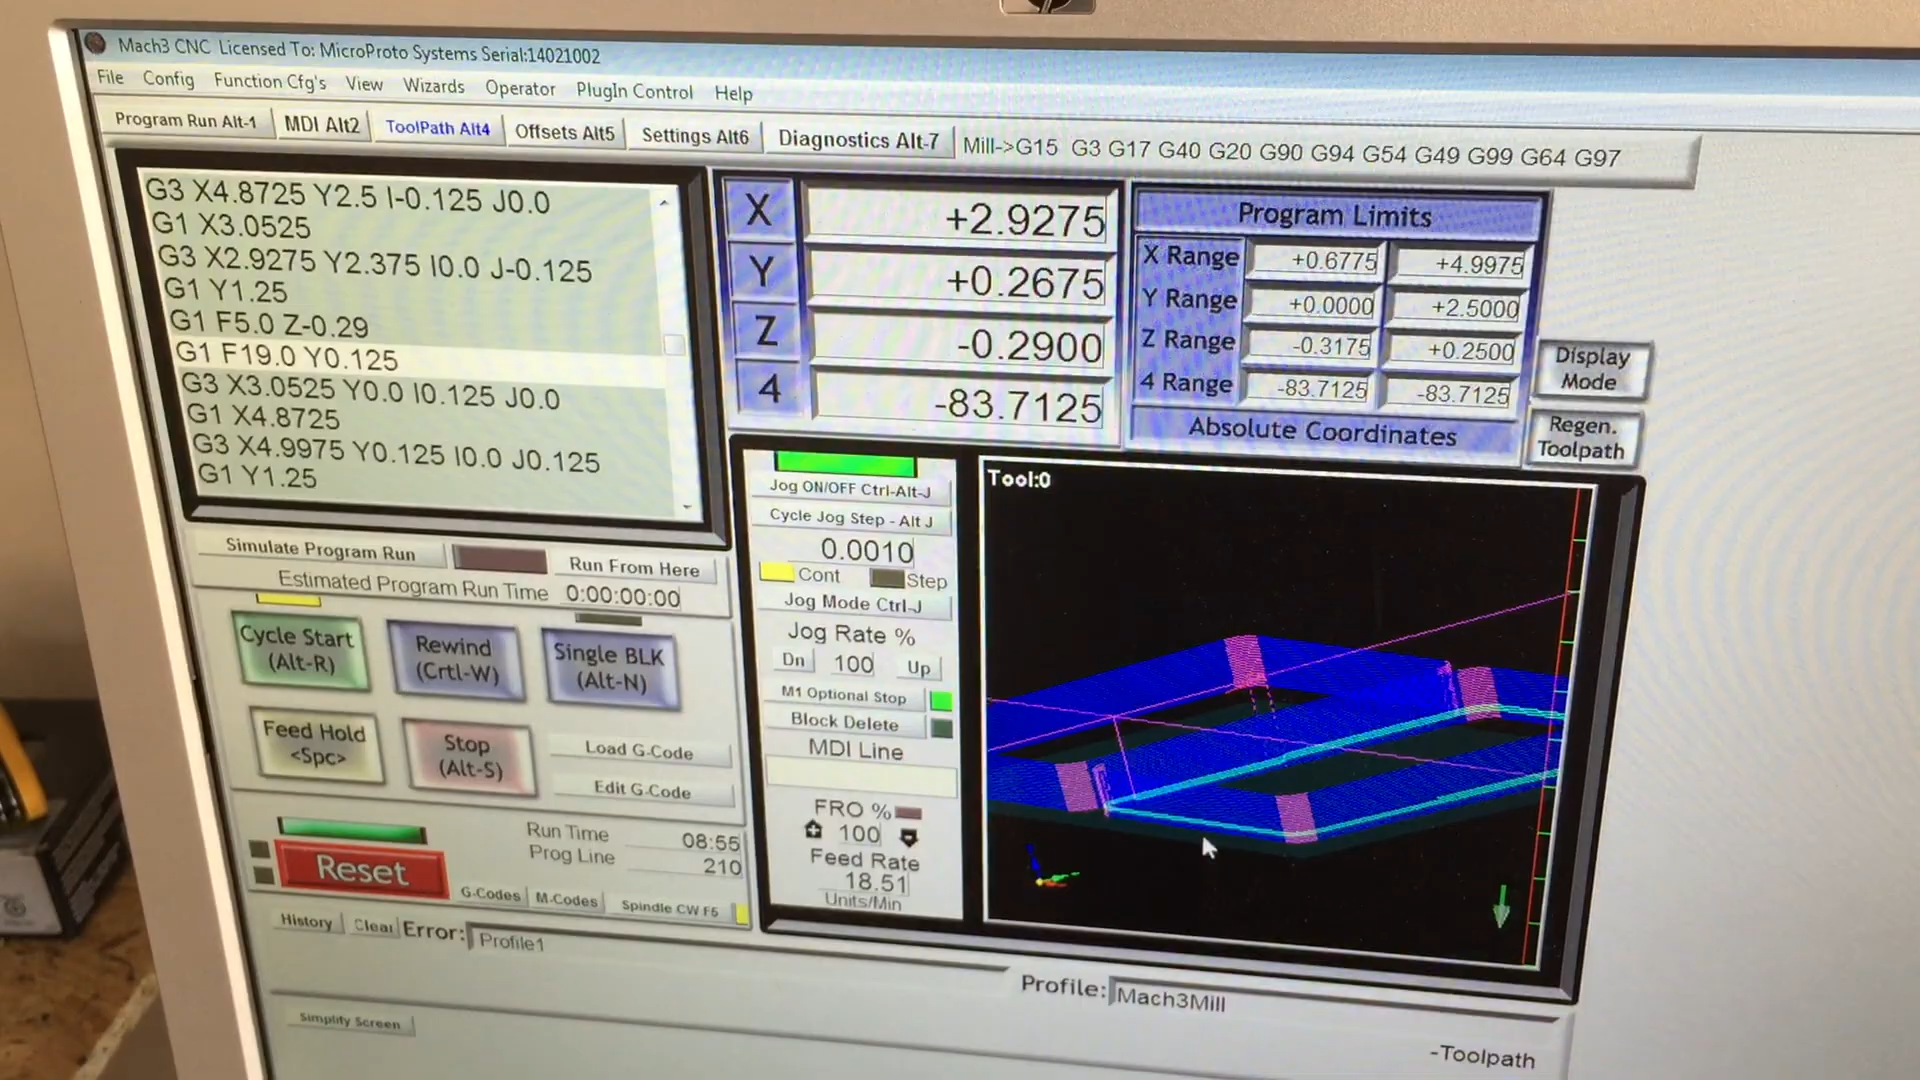 Mach3 CNC Licensed To: MicroProto Systems Serial:14021002
File Config Function Cfg's View Wizards Operator PlugIn Control Help
Program Run Alt-1 MDI Alt2 ToolPath Alt4 Offsets Alt5 Settings Alt6 Diagnostics Alt-7 Mill->G15 G3 G17 G40 G20 G90 G94 G54 G49 G99 G64 G97
G3 X4.8725 Y2.5 I-0.125 J0.0
G1 X3.0525
G3 X2.9275 Y2.375 I0.0 J-0.125
G1 Y1.25
G1 F5.0 Z-0.29
G1 F19.0 Y0.125
G3 X3.0525 Y0.0 I0.125 J0.0
G1 X4.8725
G3 X4.9975 Y0.125 I0.0 J0.125
G1 Y1.25
X +2.9275
Y +0.2675
Z -0.2900
4 -83.7125
Program Limits
X Range +0.6775 +4.9975
Y Range +0.0000 +2.5000
Z Range -0.3175 +0.2500
4 Range -83.7125 -83.7125
Absolute Coordinates
Display
Mode
Regen.
Toolpath
Simulate Program Run
Run From Here
Estimated Program Run Time 0:00:00:00
Cycle Start
(Alt-R)
Rewind
(Crtl-W)
Single BLK
(Alt-N)
Feed Hold
<Spc>
Stop
(Alt-S)
Load G-Code
Edit G-Code
Reset
Run Time 08:55
Prog Line 210
G-Codes M-Codes Spindle CW F5
History Clear Error: Profile1
Jog ON/OFF Ctrl-Alt-J
Cycle Jog Step - Alt J
0.0010
Cont Step
Jog Mode Ctrl-J
Jog Rate %
Dn 100 Up
M1 Optional Stop
Block Delete
MDI Line
FRO %
100
Feed Rate
18.51
Units/Min
Tool:0
Profile: Mach3Mill
Simplify Screen
-Toolpath